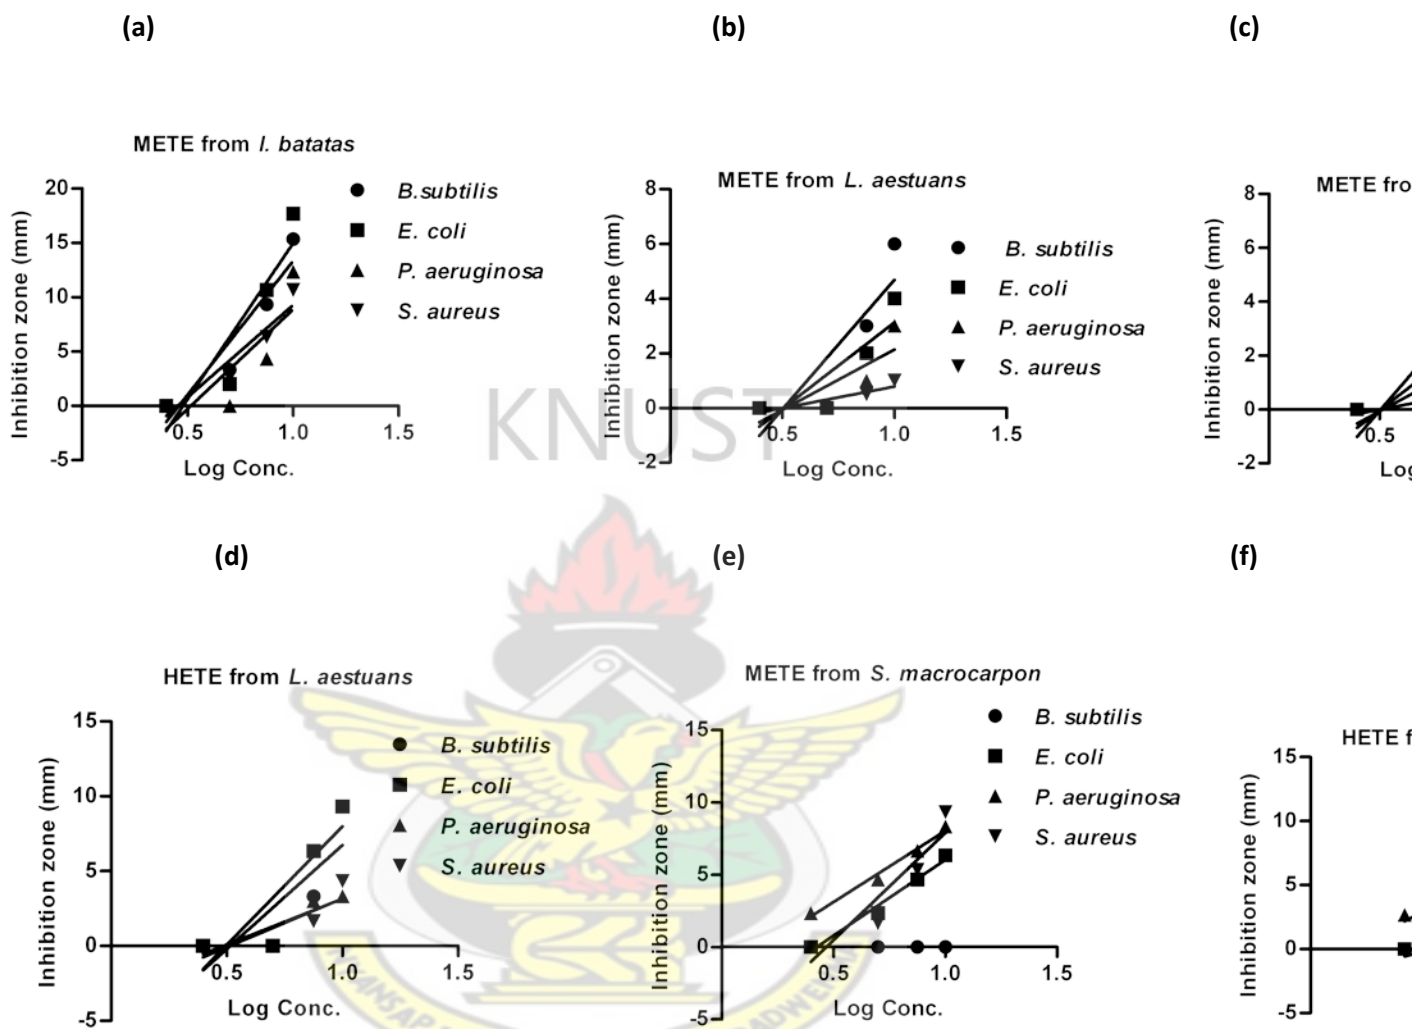 (a)
(b)
(c)
METE from I. batatas
20
15
10
5
0
-5
0.5
1.0
1.5
Inhibition zone (mm)
Log Conc.
B.subtilis
E. coli
P. aeruginosa
S. aureus
METE from L. aestuans
8
6
4
2
0
-2
0.5
1.0
1.5
Inhibition zone (mm)
Log Conc.
B. subtilis
E. coli
P. aeruginosa
S. aureus
METE fro
8
6
4
2
0
-2
0.5
Inhibition zone (mm)
KNUST
(d)
(e)
(f)
HETE from L. aestuans
15
10
5
0
-5
0.5
1.0
1.5
Inhibition zone (mm)
Log Conc.
B. subtilis
E. coli
P. aeruginosa
S. aureus
METE from S. macrocarpon
15
10
5
0
-5
0.5
1.0
1.5
Inhibition zone (mm)
Log Conc.
B. subtilis
E. coli
P. aeruginosa
S. aureus
HETE f
15
10
5
0
-5
Inhibition zone (mm)